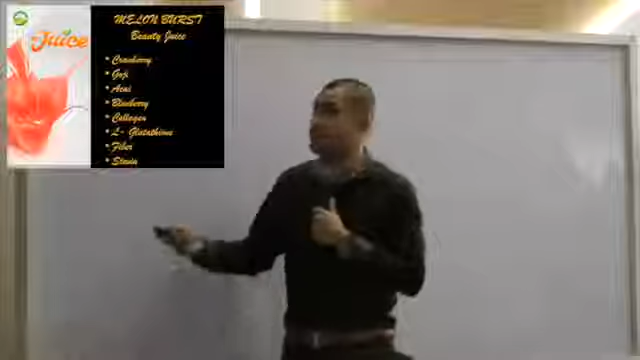 Juice
MELON BURST
Beauty Juice
• Cranberry
• Goji
• Acai
• Blueberry
• Collagen
• L- Glutathione
• Fiber
• Stevia